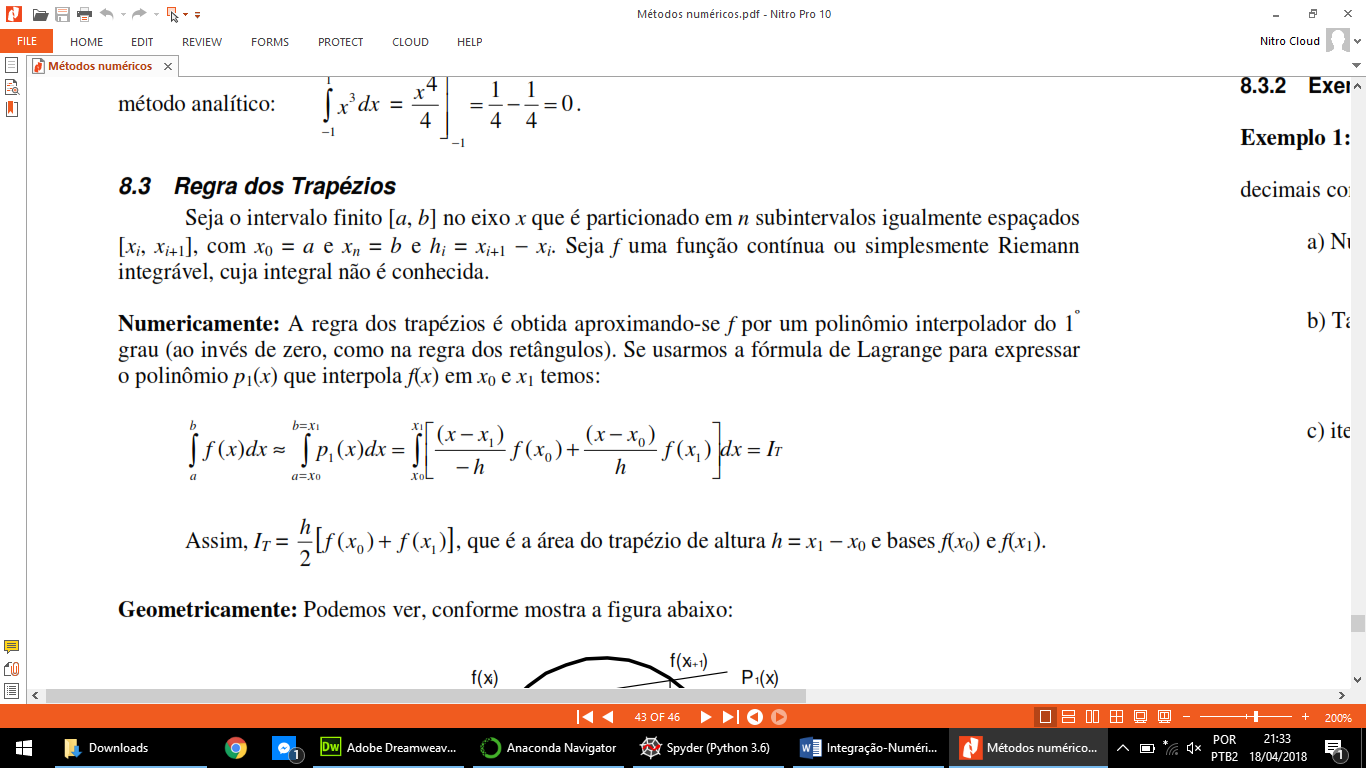 Métodos numéricos.pdf - Nitro Pro 10
FILE HOME EDIT REVIEW FORMS PROTECT CLOUD HELP
Nitro Cloud
Métodos numéricos ×
método analítico: ∫₋₁¹ x³dx = x⁴/4 ]₋₁ = 1/4 − 1/4 = 0.
8.3 Regra dos Trapézios
Seja o intervalo finito [a, b] no eixo x que é particionado em n subintervalos igualmente espaçados
[xᵢ, xᵢ₊₁], com x₀ = a e xₙ = b e hᵢ = xᵢ₊₁ − xᵢ. Seja f uma função contínua ou simplesmente Riemann
integrável, cuja integral não é conhecida.
Numericamente: A regra dos trapézios é obtida aproximando-se f por um polinômio interpolador do 1°
grau (ao invés de zero, como na regra dos retângulos). Se usarmos a fórmula de Lagrange para expressar
o polinômio p₁(x) que interpola f(x) em x₀ e x₁ temos:
∫ₐᵇ f(x)dx ≈ ∫_{a=x₀}^{b=x₁} p₁(x)dx = ∫_{x₀}^{x₁} [ (x − x₁)/−h f(x₀) + (x − x₀)/h f(x₁) ] dx = I_T
Assim, I_T = h/2 [f(x₀) + f(x₁)], que é a área do trapézio de altura h = x₁ − x₀ e bases f(x₀) e f(x₁).
Geometricamente: Podemos ver, conforme mostra a figura abaixo:
f(xᵢ)
f(xᵢ₊₁)
P₁(x)
8.3.2 Exer
Exemplo 1:
decimais co
a) Nu
b) Ta
c) ite
43 OF 46
200%
Downloads
1
Adobe Dreamweav...
Anaconda Navigator
Spyder (Python 3.6)
Integração-Numéri...
Métodos numérico...
POR
PTB2
21:33
18/04/2018
1